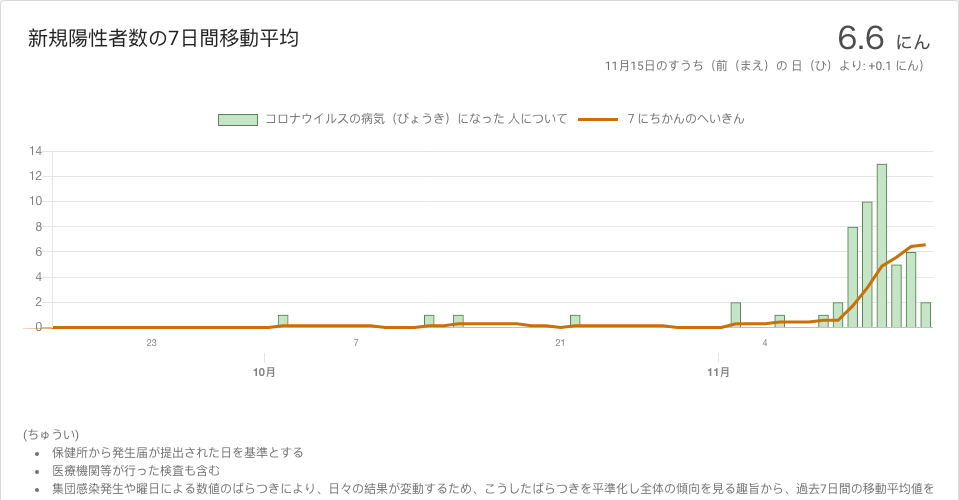 新規陽性者数の7日間移動平均
6.6 にん
11月15日のすうち（前（まえ）の 日（ひ）より: +0.1 にん）
コロナウイルスの病気（びょうき）になった 人について
7 にちかんのへいきん
14
12
10
8
6
4
2
0
23 7 21 4
10月 11月
(ちゅうい)
• 保健所から発生届が提出された日を基準とする
• 医療機関等が行った検査も含む
• 集団感染発生や曜日による数値のばらつきにより、日々の結果が変動するため、こうしたばらつきを平準化し全体の傾向を見る趣旨から、過去7日間の移動平均値を